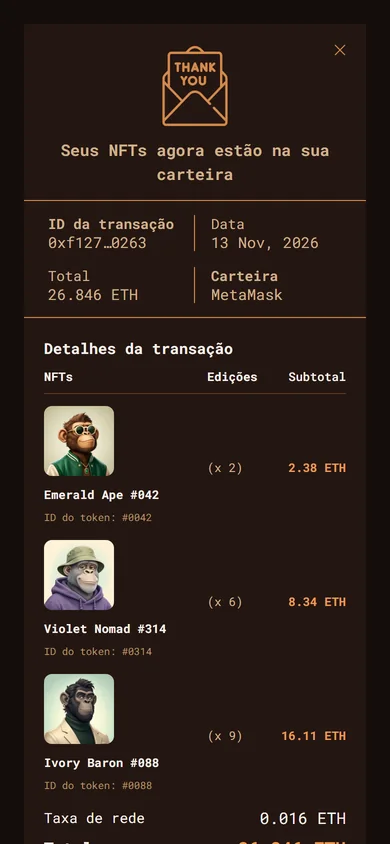 THANK
YOU
Seus NFTs agora estão na sua
carteira
ID da transação
0xf127…0263
Data
13 Nov, 2026
Total
26.846 ETH
Carteira
MetaMask
Detalhes da transação
NFTs Edições Subtotal
(x 2) 2.38 ETH
Emerald Ape #042
ID do token: #0042
(x 6) 8.34 ETH
Violet Nomad #314
ID do token: #0314
(x 9) 16.11 ETH
Ivory Baron #088
ID do token: #0088
Taxa de rede 0.016 ETH